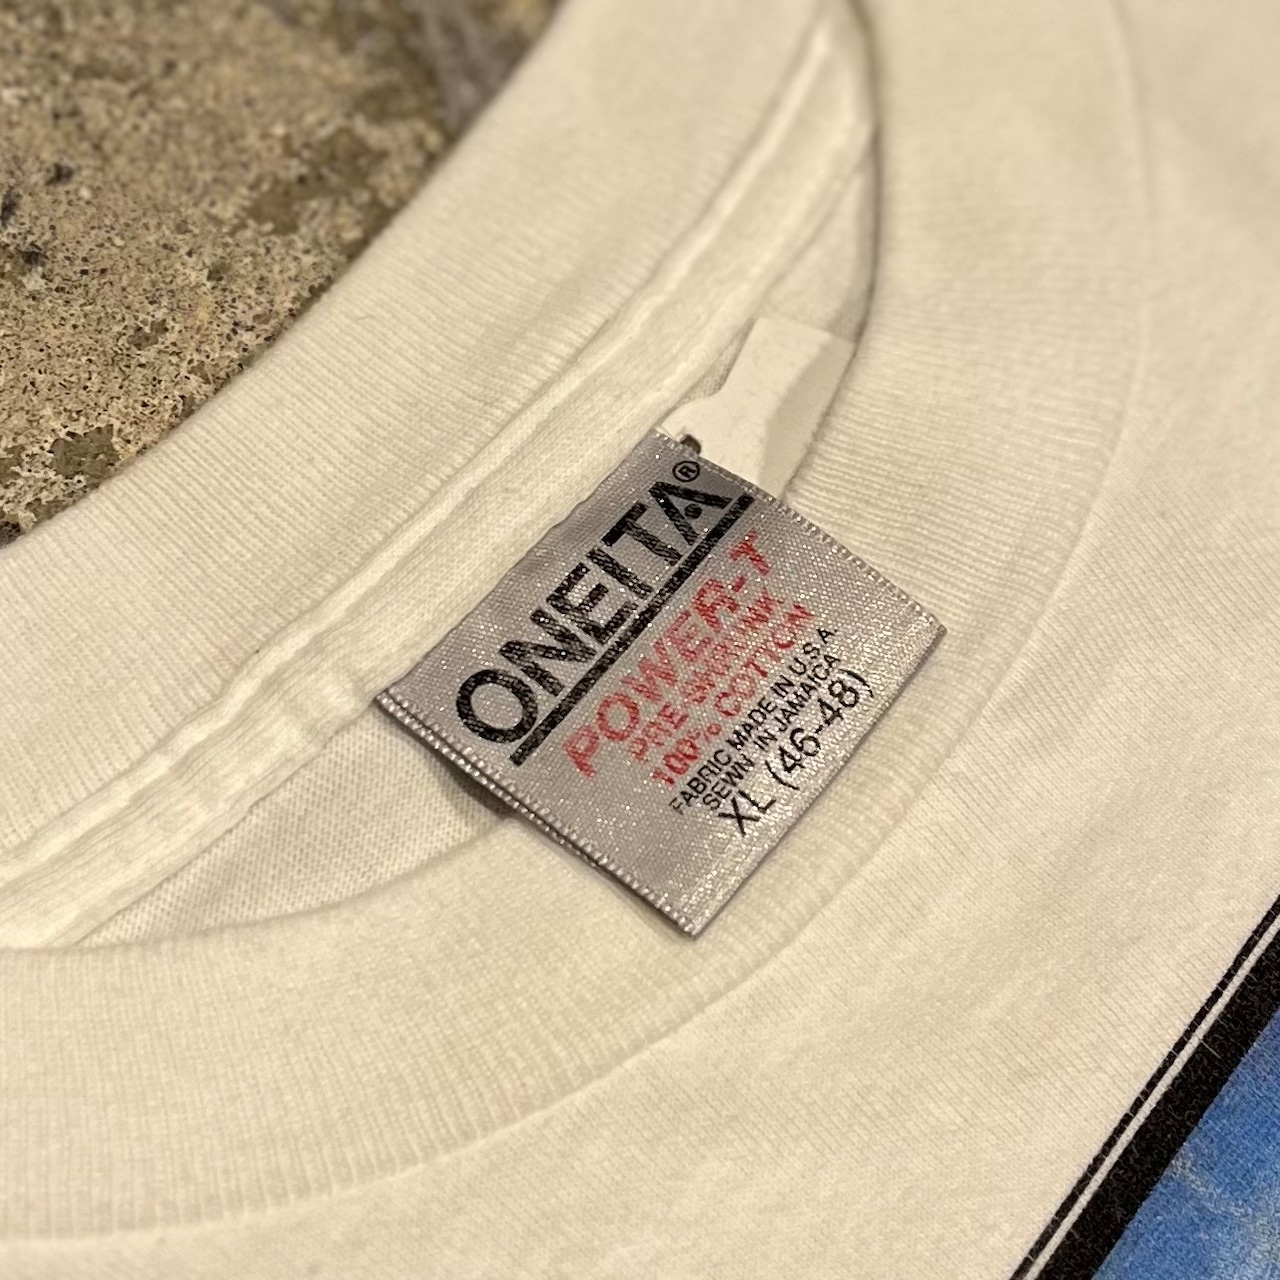 ONEITA®
POWER-T
PRE-SHRUNK
100% COTTON
FABRIC MADE IN U.S.A.
SEWN IN JAMAICA
XL (46-48)